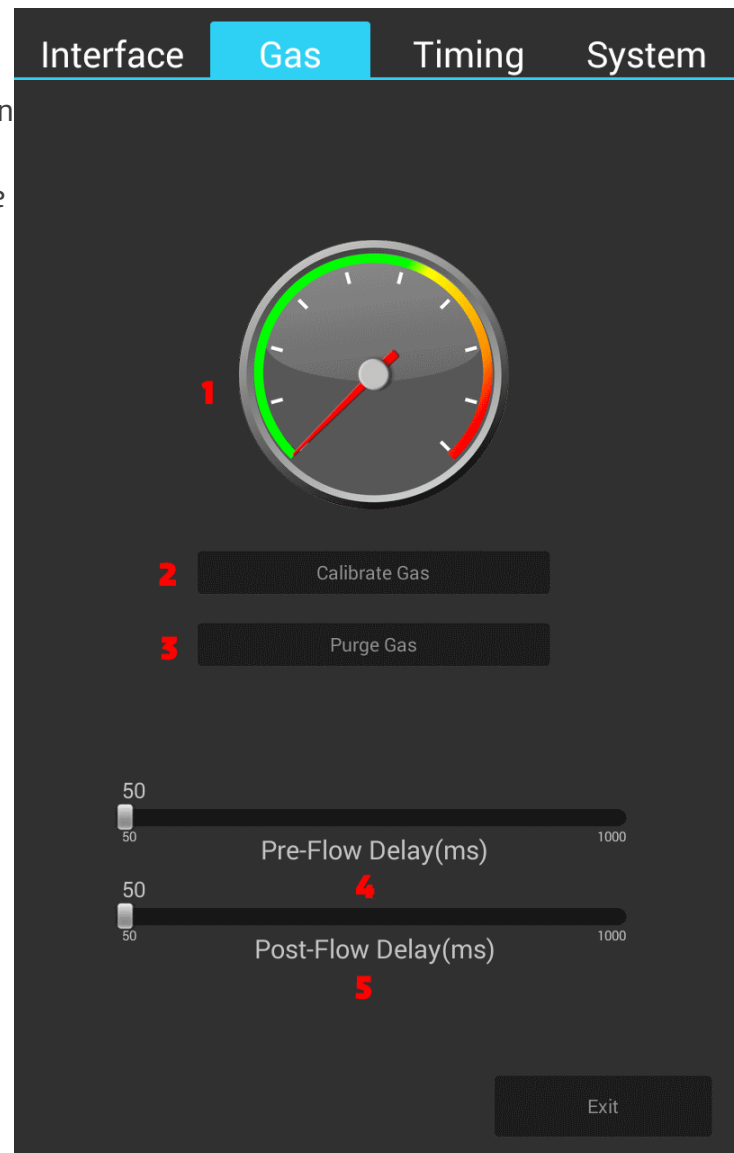 Interface Gas Timing System
n
e
1
2 Calibrate Gas
3 Purge Gas
50
50 1000
Pre-Flow Delay(ms)
4
50
50 1000
Post-Flow Delay(ms)
5
Exit